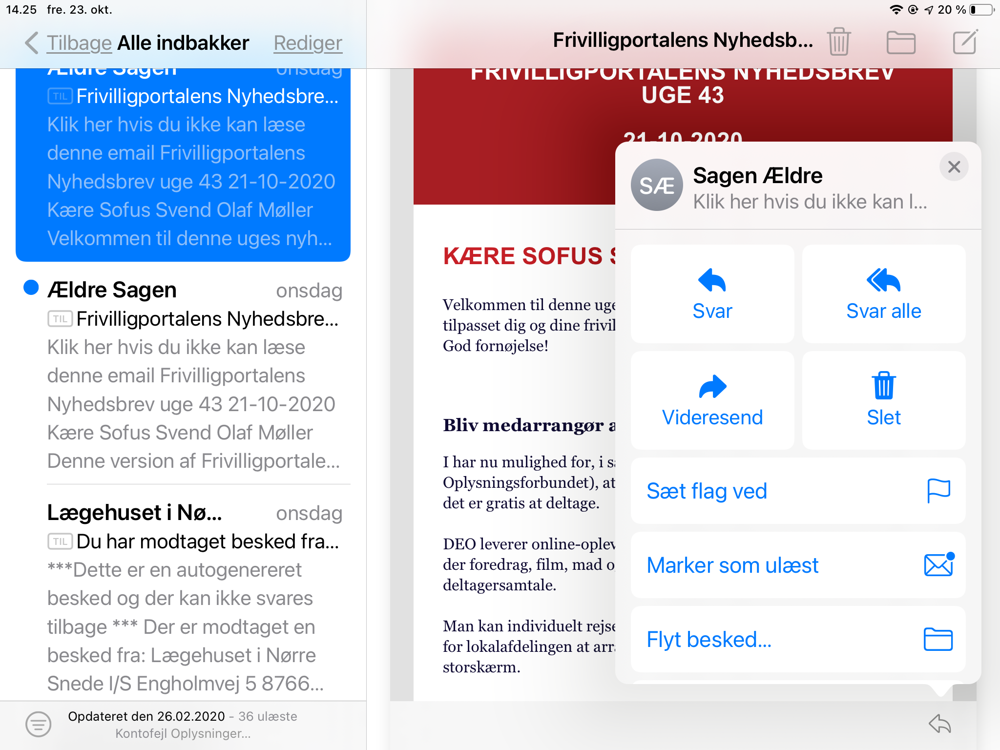 14.25 fre. 23. okt.
20 %
Tilbage Alle indbakker Rediger
Ældre Sagen onsdag
TIL Frivilligportalens Nyhedsbre...
Klik her hvis du ikke kan læse
denne email Frivilligportalens
Nyhedsbrev uge 43 21-10-2020
Kære Sofus Svend Olaf Møller
Velkommen til denne uges nyh...
Ældre Sagen onsdag
TIL Frivilligportalens Nyhedsbre...
Klik her hvis du ikke kan læse
denne email Frivilligportalens
Nyhedsbrev uge 43 21-10-2020
Kære Sofus Svend Olaf Møller
Denne version af Frivilligportale...
Lægehuset i Nø... onsdag
TIL Du har modtaget besked fra...
***Dette er en autogenereret
besked og der kan ikke svares
tilbage *** Der er modtaget en
besked fra: Lægehuset i Nørre
Snede I/S Engholmvej 5 8766...
Opdateret den 26.02.2020 - 36 ulæste
Kontofejl Oplysninger...
Frivilligportalens Nyhedsb...
FRIVILLIGPORTALENS NYHEDSBREV
UGE 43
21-10-2020
KÆRE SOFUS S
Velkommen til denne uge
tilpasset dig og dine frivil
God fornøjelse!
Bliv medarrangør a
I har nu mulighed for, i sa
Oplysningsforbundet), at
det er gratis at deltage.
DEO leverer online-oplev
der foredrag, film, mad o
deltagersamtale.
Man kan individuelt rejse
for lokalafdelingen at arra
storskærm.
SÆ
Sagen Ældre
Klik her hvis du ikke kan l...
Svar
Svar alle
Videresend
Slet
Sæt flag ved
Marker som ulæst
Flyt besked...